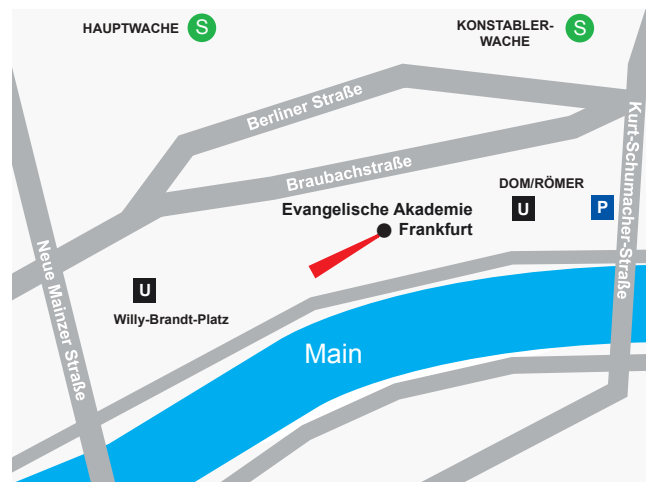 HAUPTWACHE S
KONSTABLER-
WACHE S
Berliner Straße
Kurt-Schumacher-Straße
Braubachstraße
DOM/RÖMER
U
P
Evangelische Akademie
Frankfurt
Neue Mainzer Straße
U
Willy-Brandt-Platz
Main